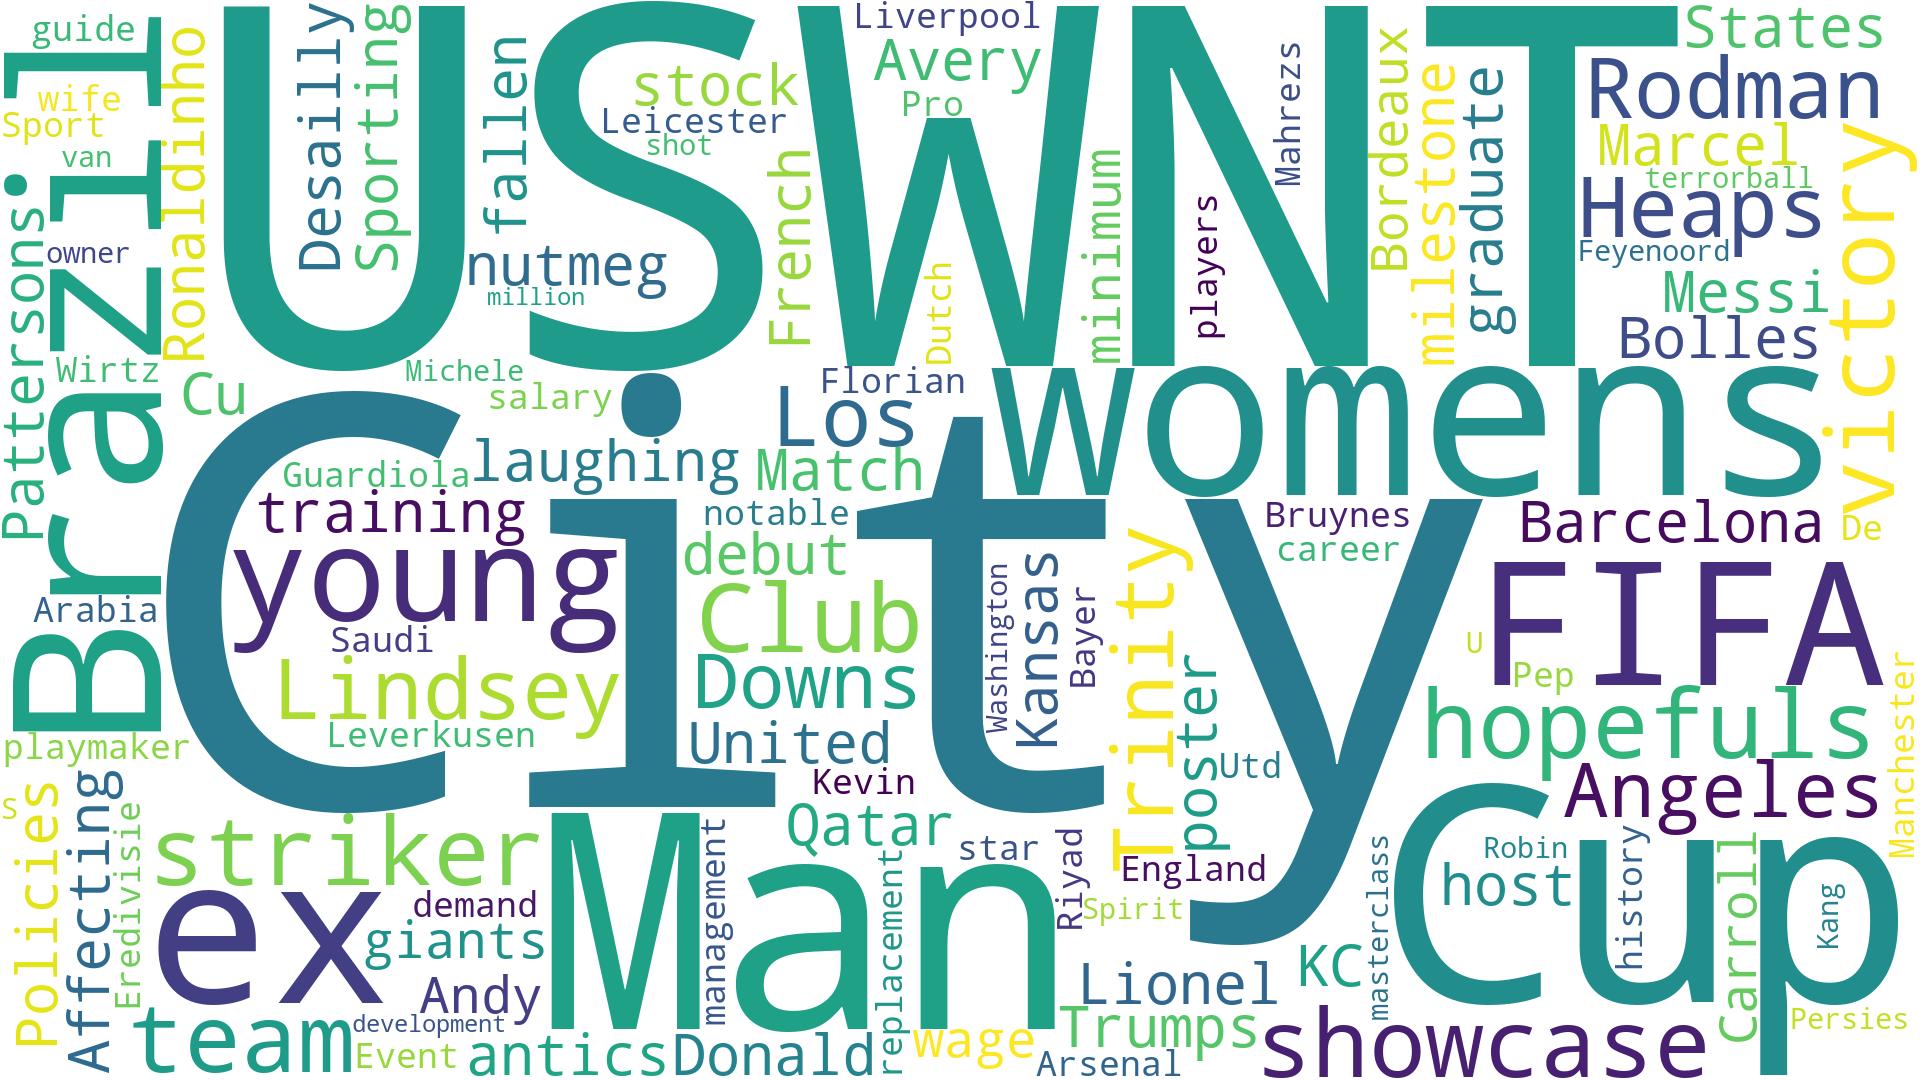 guide
wife
Sport
van
Brazil
Pattersons
owner
Wirtz
Ronaldinho
USWNT
Desailly
Sporting
fallen
stock
Leicester
shot
nutmeg
million
Liverpool
Avery
Pro
French
Dutch
minimum
players
Mahrezs
Bordeaux
milestone
graduate
States
Rodman
Marcel
terrorball
Heaps
Feyenoord
Messi
Bolles
victory
Cu
Michele
salary
Florian
Los
womens
City
laughing
Match
Guardiola
training
young
notable
debut
Bruynes
career
Barcelona
De
Arabia
Saudi
Lindsey
Leverkusen
Club
Downs
United
Washington
Kansas
Bayer
Trinity
poster
Utd
FIFA
U
Pep
hopefuls
Manchester
playmaker
S
Policies
Affecting
Eredivisie
striker
ex
demand
giants
Andy
team
development
Event
antics
Man
management
Kevin
Qatar
star
replacement
Riyad
England
Spirit
Angeles
Cup
Robin
host
history
Carroll
Kang
masterclass
KC
Lionel
Donald
wage
Trumps
Arsenal
showcase
Persies